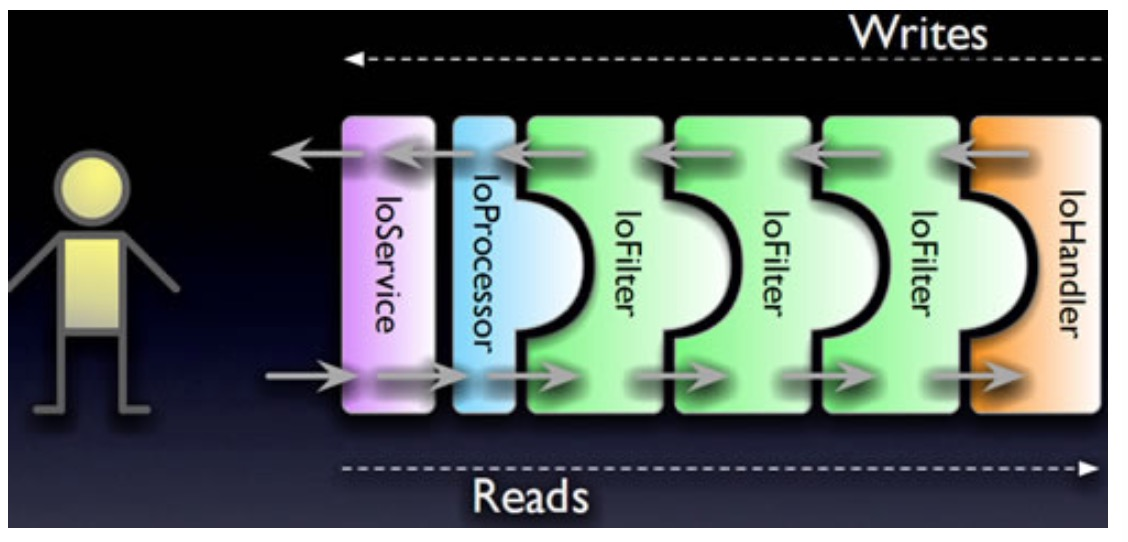 Writes
IoService
IoProcessor
IoFilter
IoFilter
IoFilter
IoHandler
Reads